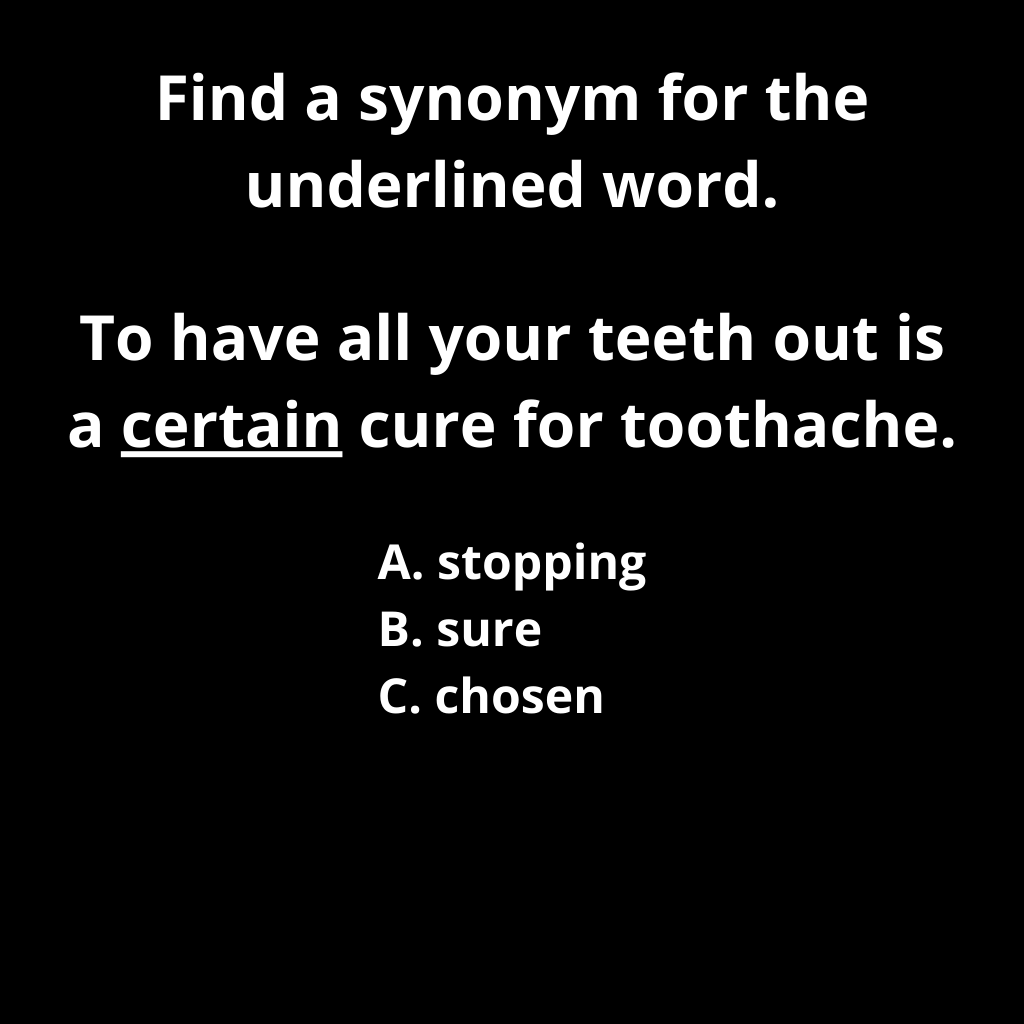 Find a synonym for the
underlined word.
To have all your teeth out is
a certain cure for toothache.
A. stopping
B. sure
C. chosen